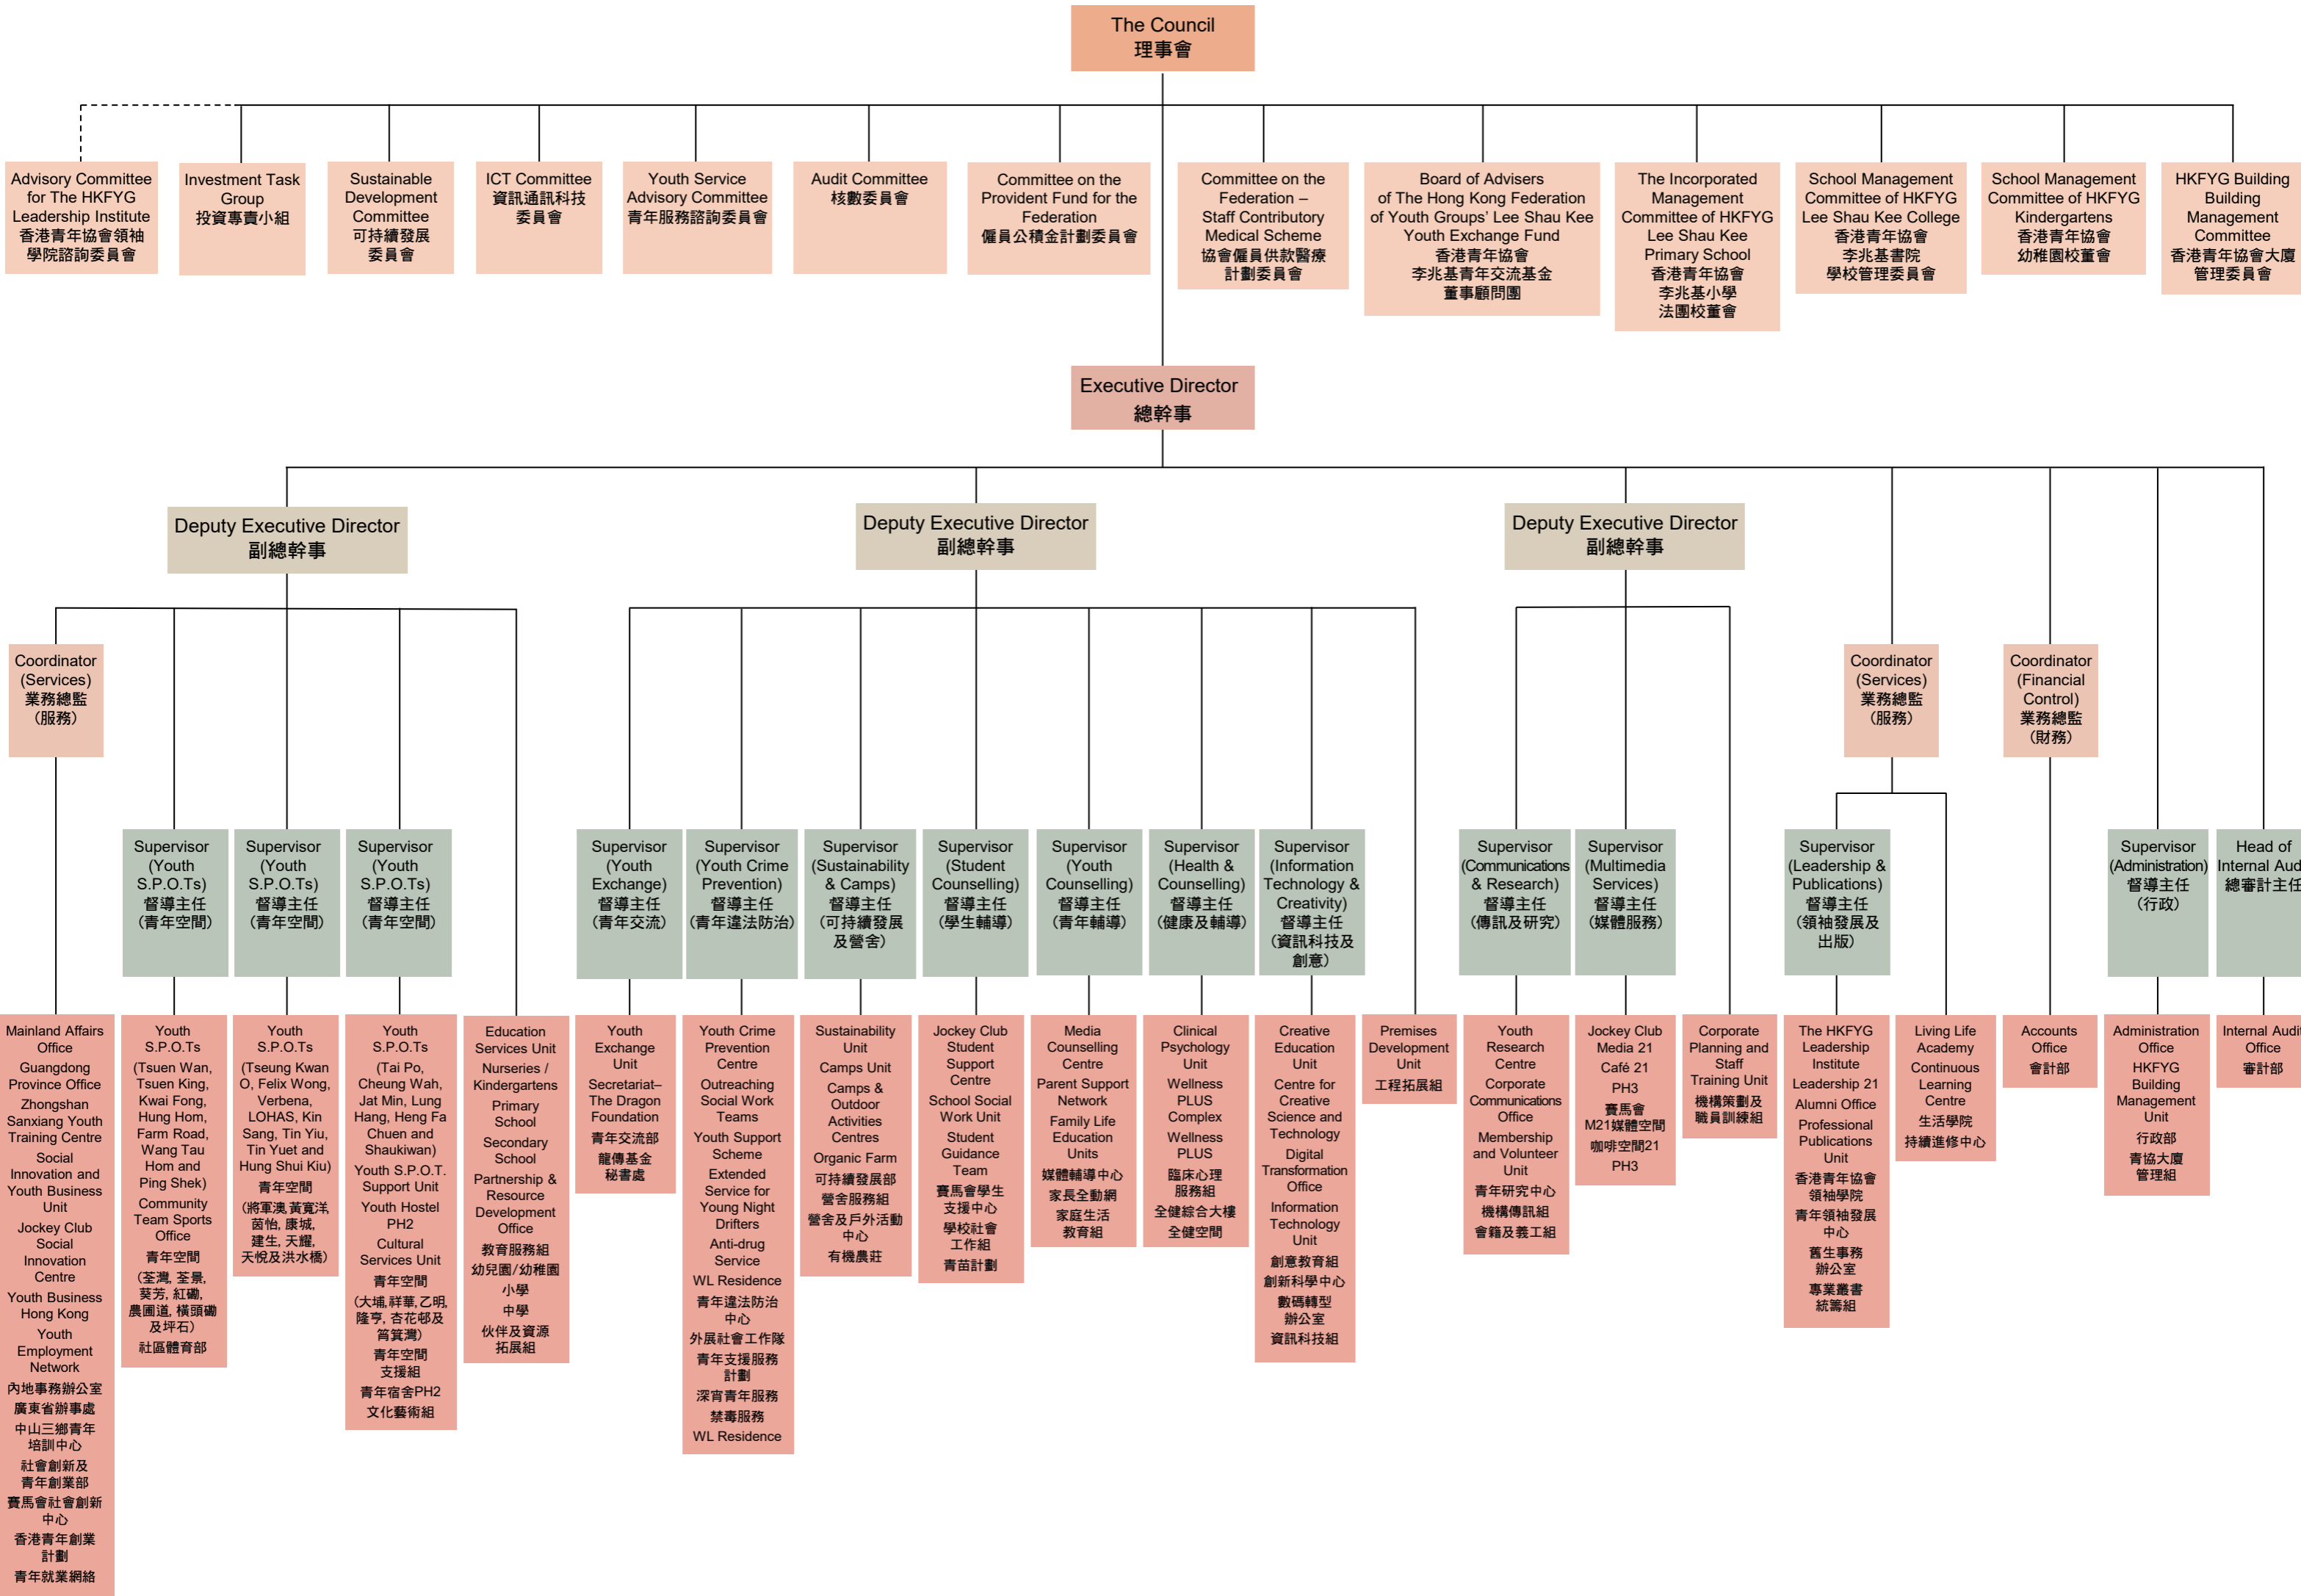 The Council
理事會
Advisory Committee
for The HKFYG
Leadership Institute
香港青年協會領袖
學院諮詢委員會
Investment Task
Group
投資專責小組
Sustainable
Development
Committee
可持續發展
委員會
ICT Committee
資訊通訊科技
委員會
Youth Service
Advisory Committee
青年服務諮詢委員會
Audit Committee
核數委員會
Committee on the
Provident Fund for the
Federation
僱員公積金計劃委員會
Committee on the
Federation –
Staff Contributory
Medical Scheme
協會僱員供款醫療
計劃委員會
Board of Advisers
of The Hong Kong Federation
of Youth Groups’ Lee Shau Kee
Youth Exchange Fund
香港青年協會
李兆基青年交流基金
董事顧問團
The Incorporated
Management
Committee of HKFYG
Lee Shau Kee
Primary School
香港青年協會
李兆基小學
法團校董會
School Management
Committee of HKFYG
Lee Shau Kee College
香港青年協會
李兆基書院
學校管理委員會
School Management
Committee of HKFYG
Kindergartens
香港青年協會
幼稚園校董會
HKFYG Building
Building
Management
Committee
香港青年協會大廈
管理委員會
Executive Director
總幹事
Deputy Executive Director
副總幹事
Deputy Executive Director
副總幹事
Deputy Executive Director
副總幹事
Coordinator
(Services)
業務總監
（服務）
Coordinator
(Services)
業務總監
（服務）
Coordinator
(Financial
Control)
業務總監
（財務）
Supervisor
(Youth
S.P.O.Ts)
督導主任
（青年空間）
Supervisor
(Youth
S.P.O.Ts)
督導主任
（青年空間）
Supervisor
(Youth
S.P.O.Ts)
督導主任
（青年空間）
Supervisor
(Youth
Exchange)
督導主任
（青年交流）
Supervisor
(Youth Crime
Prevention)
督導主任
（青年違法防治）
Supervisor
(Sustainability
& Camps)
督導主任
（可持續發展
及營舍）
Supervisor
(Student
Counselling)
督導主任
（學生輔導）
Supervisor
(Youth
Counselling)
督導主任
（青年輔導）
Supervisor
(Health &
Counselling)
督導主任
（健康及輔導）
Supervisor
(Information
Technology &
Creativity)
督導主任
（資訊科技及
創意）
Supervisor
(Communications
& Research)
督導主任
（傳訊及研究）
Supervisor
(Multimedia
Services)
督導主任
（媒體服務）
Supervisor
(Leadership &
Publications)
督導主任
（領袖發展及
出版）
Supervisor
(Administration)
督導主任
（行政）
Head of
Internal Audit
總審計主任
Mainland Affairs
Office
Guangdong
Province Office
Zhongshan
Sanxiang Youth
Training Centre
Social
Innovation and
Youth Business
Unit
Jockey Club
Social
Innovation
Centre
Youth Business
Hong Kong
Youth
Employment
Network
內地事務辦公室
廣東省辦事處
中山三鄉青年
培訓中心
社會創新及
青年創業部
賽馬會社會創新
中心
香港青年創業
計劃
青年就業網絡
Youth
S.P.O.Ts
(Tsuen Wan,
Tsuen King,
Kwai Fong,
Hung Hom,
Farm Road,
Wang Tau
Hom and
Ping Shek)
Community
Team Sports
Office
青年空間
（荃灣, 荃景,
葵芳, 紅磡,
農圃道, 橫頭磡
及坪石）
社區體育部
Youth
S.P.O.Ts
(Tseung Kwan
O, Felix Wong,
Verbena,
LOHAS, Kin
Sang, Tin Yiu,
Tin Yuet and
Hung Shui Kiu)
青年空間
（將軍澳, 黃寬洋,
茵怡, 康城,
建生, 天耀,
天悅及洪水橋）
Youth
S.P.O.Ts
(Tai Po,
Cheung Wah,
Jat Min, Lung
Hang, Heng Fa
Chuen and
Shaukiwan)
Youth S.P.O.T.
Support Unit
Youth Hostel
PH2
Cultural
Services Unit
青年空間
（大埔, 祥華, 乙明,
隆亨, 杏花邨及
筲箕灣）
青年空間
支援組
青年宿舍PH2
文化藝術組
Education
Services Unit
Nurseries /
Kindergartens
Primary
School
Secondary
School
Partnership &
Resource
Development
Office
教育服務組
幼兒園/幼稚園
小學
中學
伙伴及資源
拓展組
Youth
Exchange
Unit
Secretariat–
The Dragon
Foundation
青年交流部
龍傳基金
秘書處
Youth Crime
Prevention
Centre
Outreaching
Social Work
Teams
Youth Support
Scheme
Extended
Service for
Young Night
Drifters
Anti-drug
Service
WL Residence
青年違法防治
中心
外展社會工作隊
青年支援服務
計劃
深宵青年服務
禁毒服務
WL Residence
Sustainability
Unit
Camps Unit
Camps &
Outdoor
Activities
Centres
Organic Farm
可持續發展部
營舍服務組
營舍及戶外活動
中心
有機農莊
Jockey Club
Student
Support
Centre
School Social
Work Unit
Student
Guidance
Team
賽馬會學生
支援中心
學校社會
工作組
青苗計劃
Media
Counselling
Centre
Parent Support
Network
Family Life
Education
Units
媒體輔導中心
家長全動網
家庭生活
教育組
Clinical
Psychology
Unit
Wellness
PLUS
Complex
Wellness
PLUS
臨床心理
服務組
全健綜合大樓
全健空間
Creative
Education
Unit
Centre for
Creative
Science and
Technology
Digital
Transformation
Office
Information
Technology
Unit
創意教育組
創新科學中心
數碼轉型
辦公室
資訊科技組
Premises
Development
Unit
工程拓展組
Youth
Research
Centre
Corporate
Communications
Office
Membership
and Volunteer
Unit
青年研究中心
機構傳訊組
會籍及義工組
Jockey Club
Media 21
Café 21
PH3
賽馬會
M21媒體空間
咖啡空間21
PH3
Corporate
Planning and
Staff
Training Unit
機構策劃及
職員訓練組
The HKFYG
Leadership
Institute
Leadership 21
Alumni Office
Professional
Publications
Unit
香港青年協會
領袖學院
青年領袖發展
中心
舊生事務
辦公室
專業叢書
統籌組
Living Life
Academy
Continuous
Learning
Centre
生活學院
持續進修中心
Accounts
Office
會計部
Administration
Office
HKFYG
Building
Management
Unit
行政部
青協大廈
管理組
Internal Audit
Office
審計部